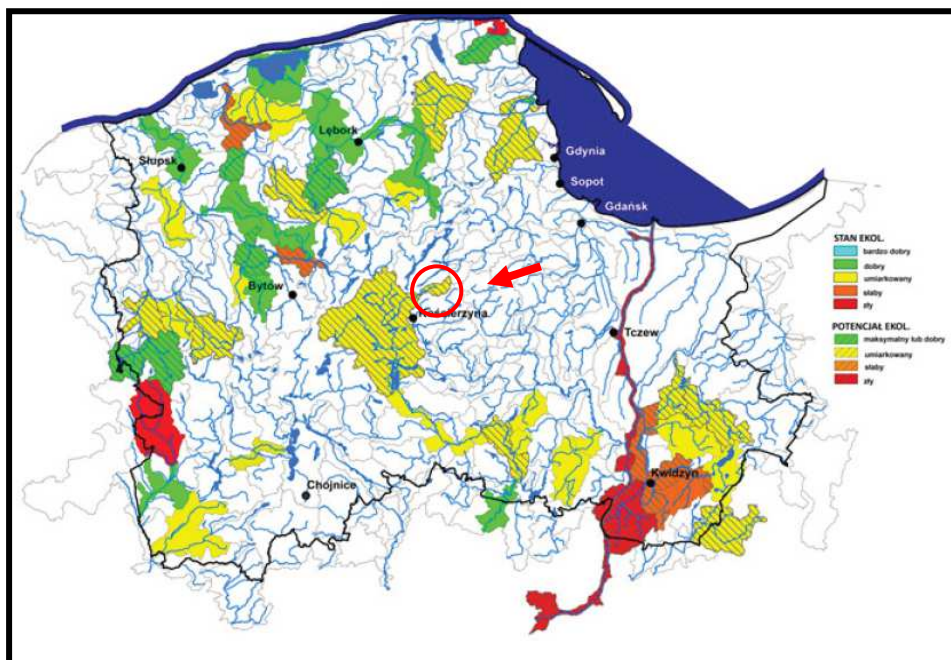 Lębork
Słupsk
Gdynia
Sopot
Gdańsk
STAN EKOL.
bardzo dobry
dobry
umiarkowany
słaby
zły
Bytów
Kościerzyna
Tczew
POTENCJAŁ EKOL.
maksymalny lub dobry
umiarkowany
słaby
zły
Kwidzyn
Chojnice